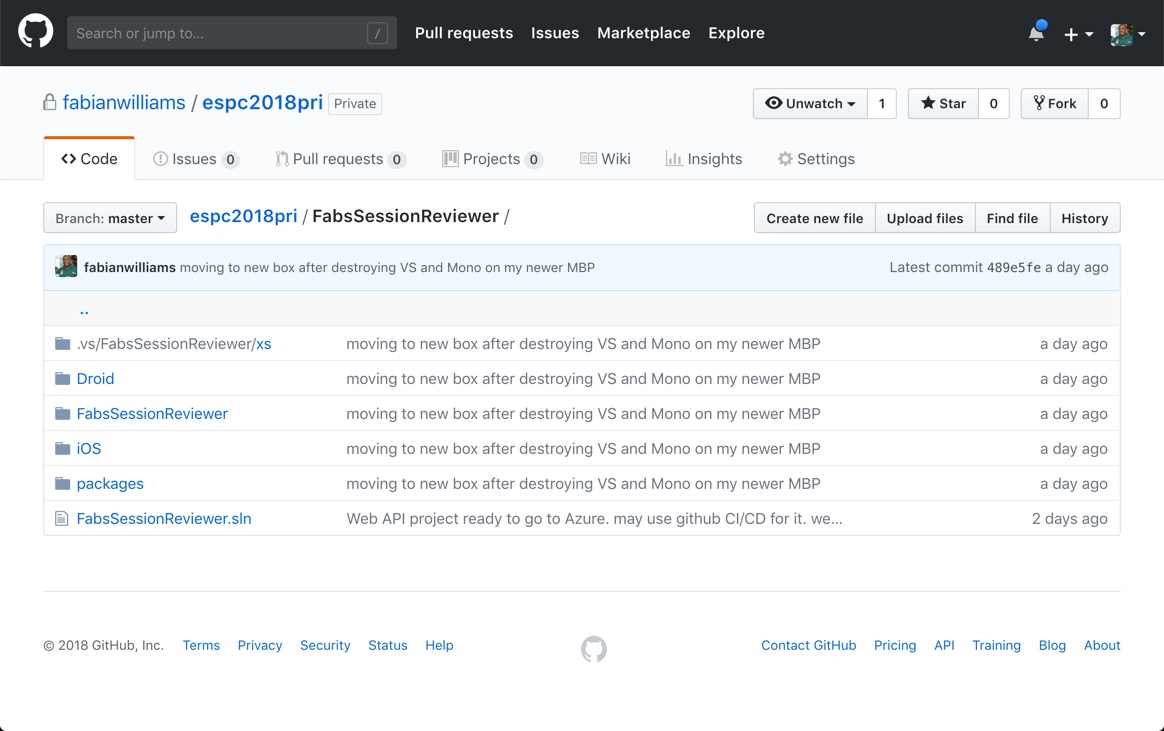 Search or jump to... / Pull requests Issues Marketplace Explore
fabianwilliams / espc2018pri Private Unwatch 1 Star 0 Fork 0
Code Issues 0 Pull requests 0 Projects 0 Wiki Insights Settings
Branch: master espc2018pri / FabsSessionReviewer / Create new file Upload files Find file History
fabianwilliams moving to new box after destroying VS and Mono on my newer MBP Latest commit 489e5fe a day ago
..
.vs/FabsSessionReviewer/xs moving to new box after destroying VS and Mono on my newer MBP a day ago
Droid moving to new box after destroying VS and Mono on my newer MBP a day ago
FabsSessionReviewer moving to new box after destroying VS and Mono on my newer MBP a day ago
iOS moving to new box after destroying VS and Mono on my newer MBP a day ago
packages moving to new box after destroying VS and Mono on my newer MBP a day ago
FabsSessionReviewer.sln Web API project ready to go to Azure. may use github CI/CD for it. we... 2 days ago
© 2018 GitHub, Inc. Terms Privacy Security Status Help Contact GitHub Pricing API Training Blog About